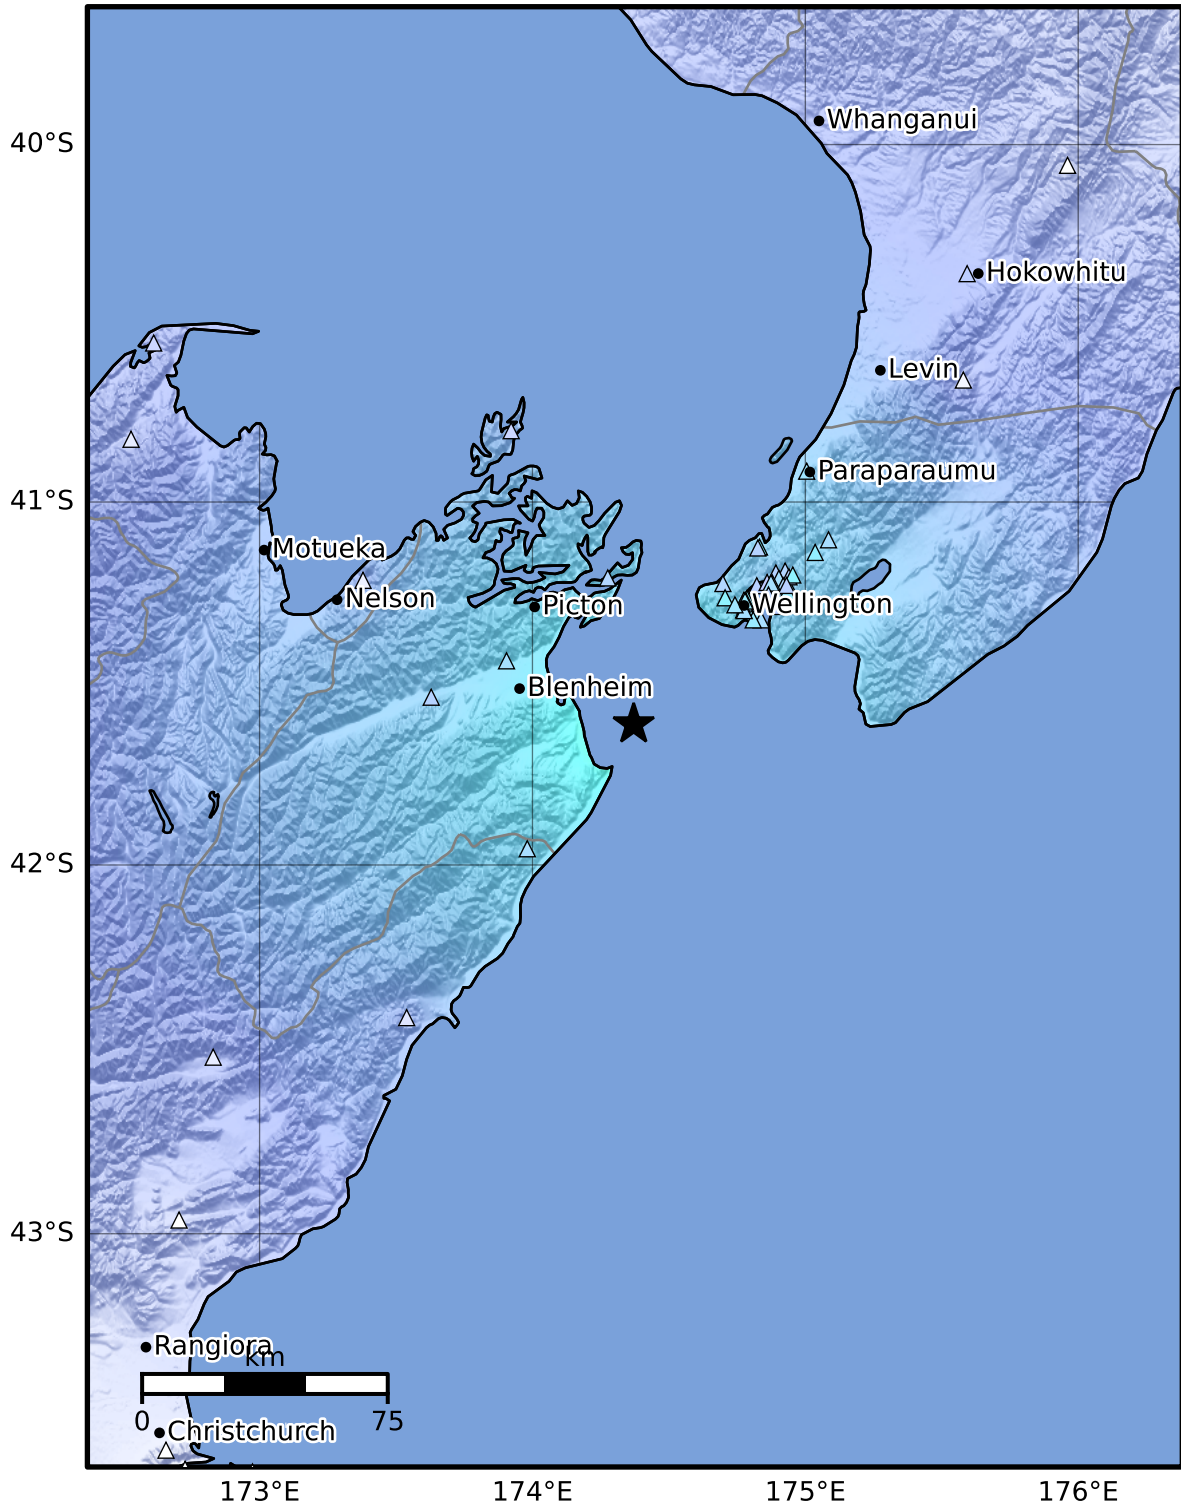 Whanganui
40°S
Hokowhitu
Levin
Paraparaumu
41°S
Motueka
Nelson
Picton
Wellington
Blenheim
42°S
43°S
Rangiora
km
0
75
Christchurch
173°E
174°E
175°E
176°E